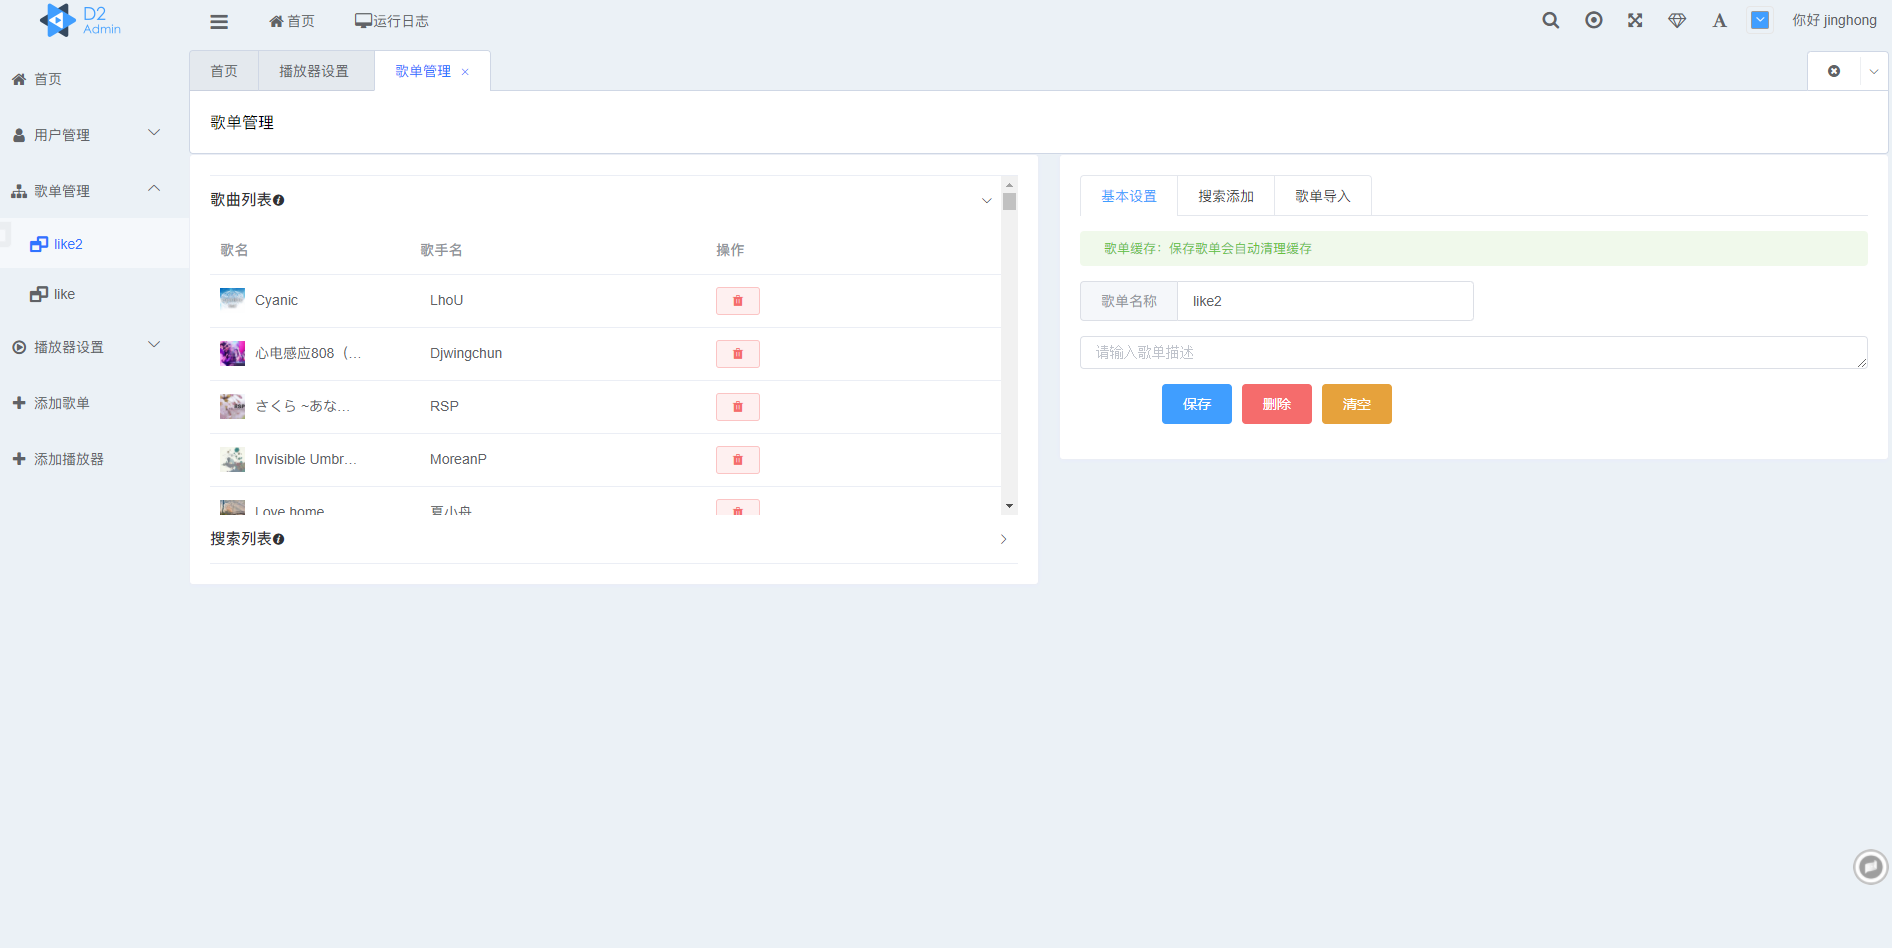 D2
Admin
首页
运行日志
你好 jinghong
首页
用户管理
歌单管理
like2
like
播放器设置
添加歌单
添加播放器
首页
播放器设置
歌单管理
歌单管理
歌曲列表
歌名 歌手名 操作
Cyanic LhoU
心电感应808（... Djwingchun
さくら ~あな... RSP
Invisible Umbr... MoreanP
Love home 夏小舟
搜索列表
基本设置 搜索添加 歌单导入
歌单缓存：保存歌单会自动清理缓存
歌单名称 like2
请输入歌单描述
保存 删除 清空